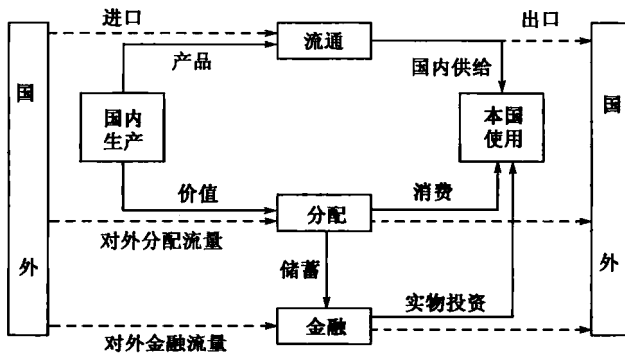 进口
出口
流通
产品
国内供给
国
外
国内
生产
本国
使用
国
外
价值
消费
分配
对外分配流量
储蓄
实物投资
金融
对外金融流量